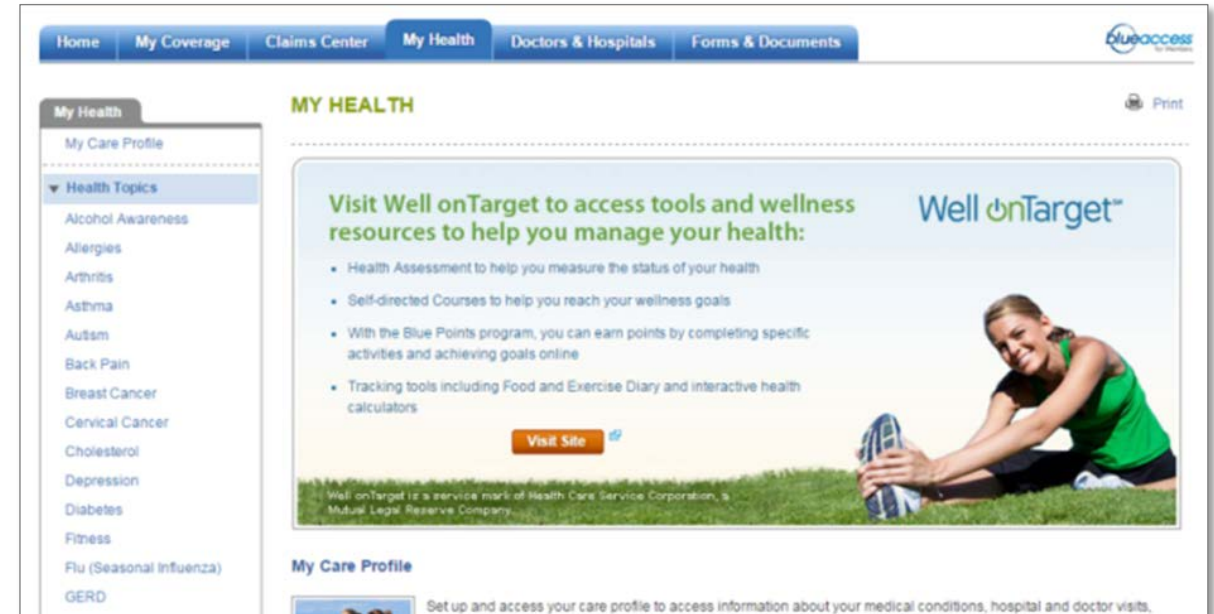 Home My Coverage Claims Center My Health Doctors & Hospitals Forms & Documents
blueaccess
for Members
My Health
My Care Profile
Health Topics
Alcohol Awareness
Allergies
Arthritis
Asthma
Autism
Back Pain
Breast Cancer
Cervical Cancer
Cholesterol
Depression
Diabetes
Fitness
Flu (Seasonal Influenza)
GERD
MY HEALTH
Print
Visit Well onTarget to access tools and wellness
resources to help you manage your health:
Well onTarget℠
• Health Assessment to help you measure the status of your health
• Self-directed Courses to help you reach your wellness goals
• With the Blue Points program, you can earn points by completing specific
activities and achieving goals online
• Tracking tools including Food and Exercise Diary and interactive health
calculators
Visit Site
Well onTarget is a service mark of Health Care Service Corporation, a
Mutual Legal Reserve Company.
My Care Profile
Set up and access your care profile to access information about your medical conditions, hospital and doctor visits,